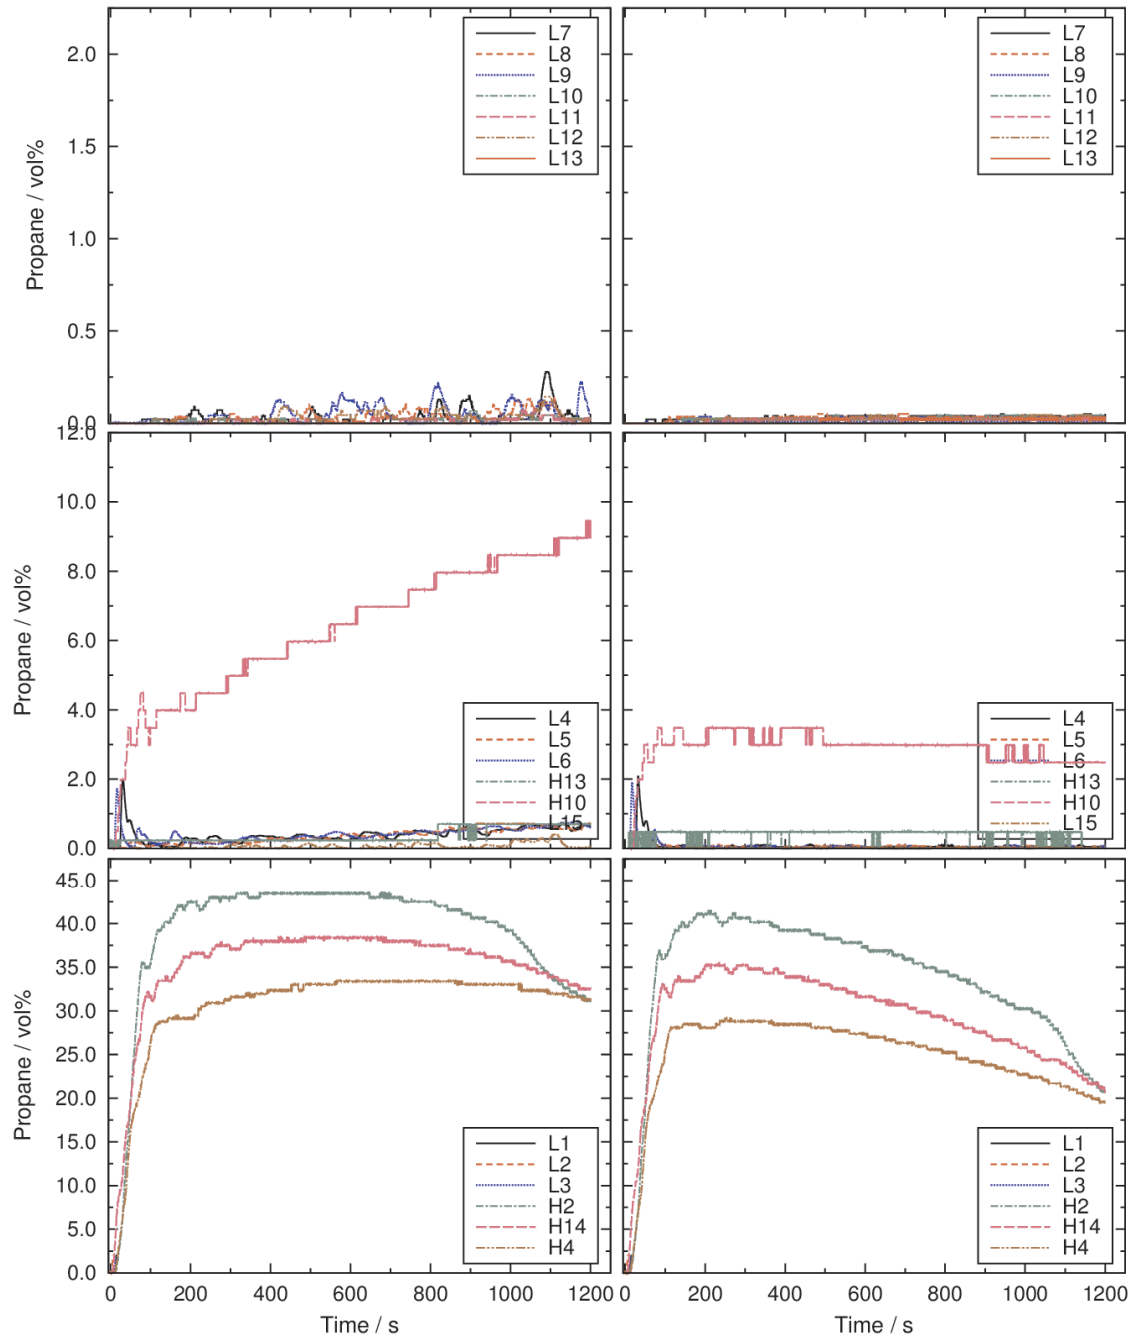 2.0
1.5
1.0
0.5
0.0
Propane / vol%
L7
L8
L9
L10
L11
L12
L13
L7
L8
L9
L10
L11
L12
L13
12.0
10.0
8.0
6.0
4.0
2.0
0.0
Propane / vol%
L4
L5
L6
H13
H10
L15
L4
L5
L6
H13
H10
L15
45.0
40.0
35.0
30.0
25.0
20.0
15.0
10.0
5.0
0.0
Propane / vol%
L1
L2
L3
H2
H14
H4
L1
L2
L3
H2
H14
H4
0 200 400 600 800 1000 1200
0 200 400 600 800 1000 1200
Time / s
Time / s